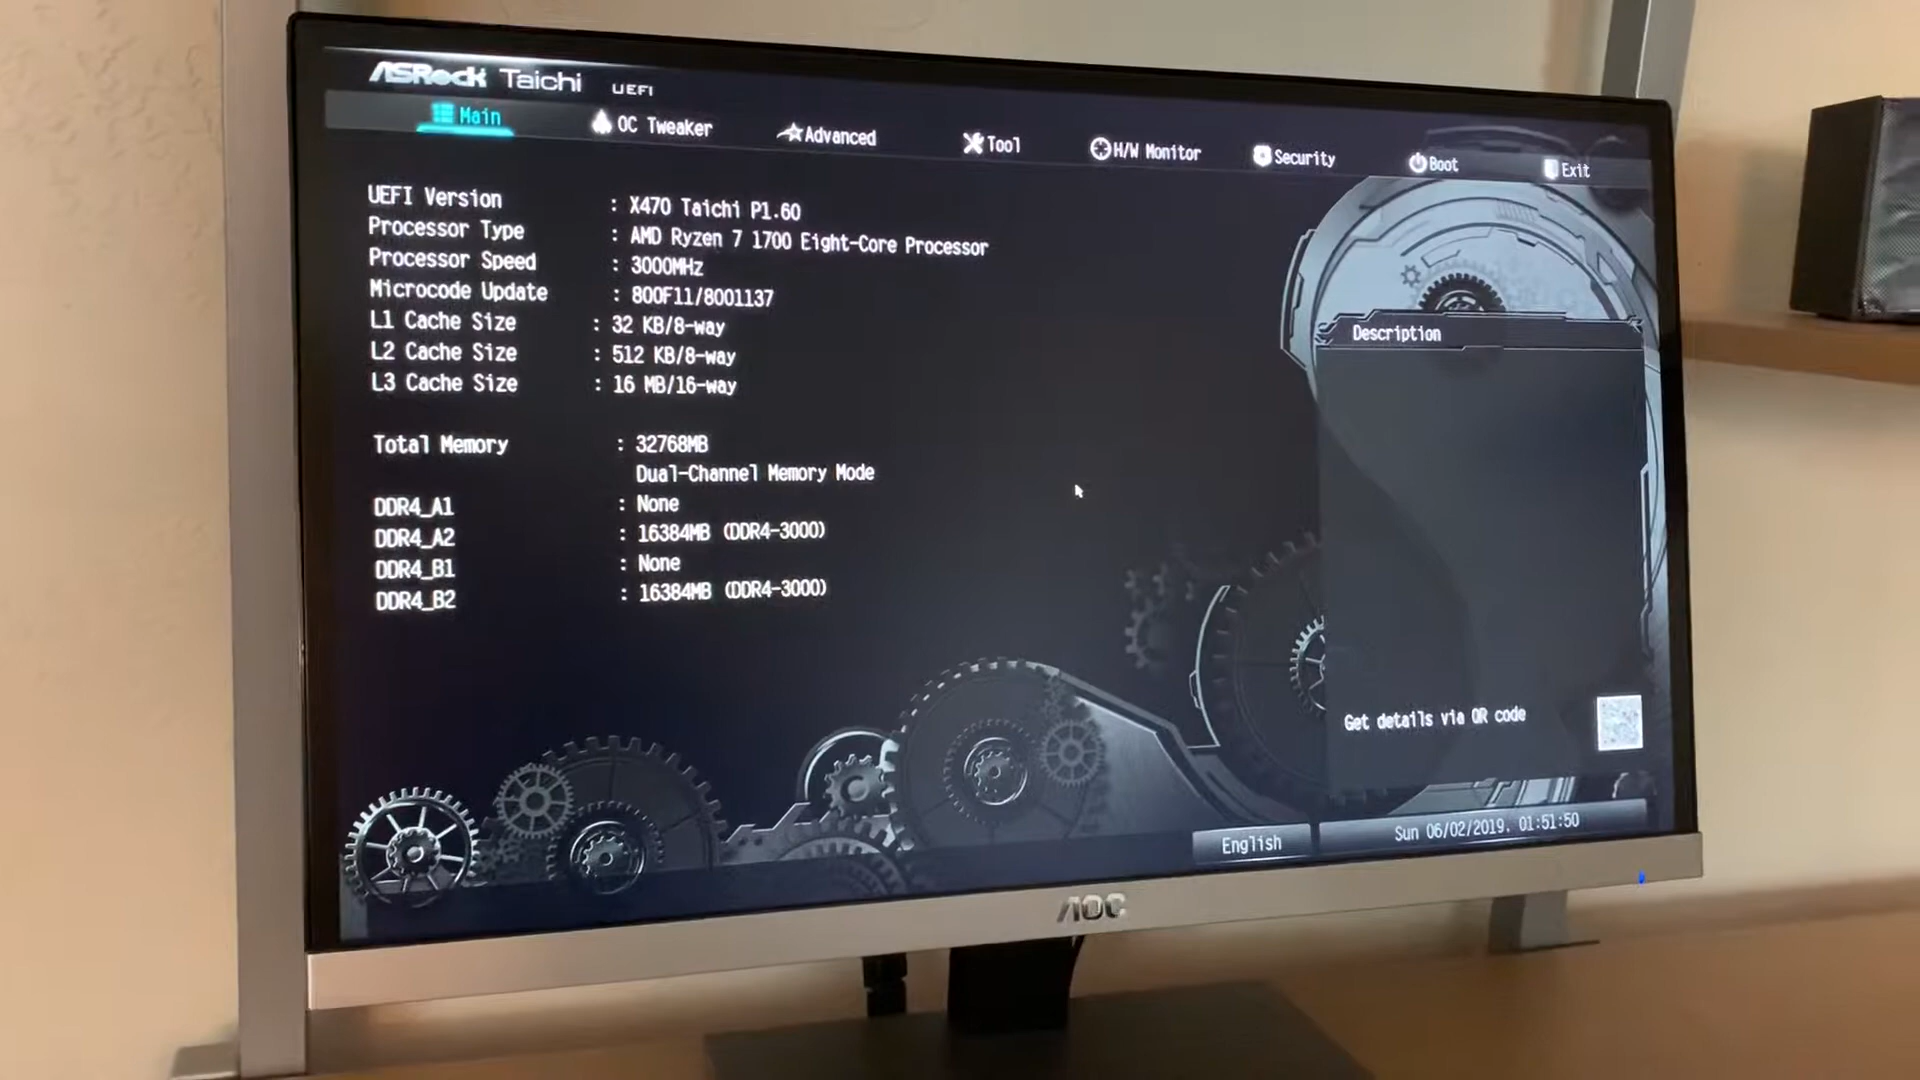 ASRock Taichi UEFI
Main OC Tweaker Advanced Tool H/W Monitor Security Boot Exit
UEFI Version : X470 Taichi P1.60
Processor Type : AMD Ryzen 7 1700 Eight-Core Processor
Processor Speed : 3000MHz
Microcode Update : 800F11/8001137
L1 Cache Size : 32 KB/8-way
L2 Cache Size : 512 KB/8-way
L3 Cache Size : 16 MB/16-way
Total Memory : 32768MB
Dual-Channel Memory Mode
DDR4_A1 : None
DDR4_A2 : 16384MB (DDR4-3000)
DDR4_B1 : None
DDR4_B2 : 16384MB (DDR4-3000)
Description
Get details via QR code
English
Sun 06/02/2019. 01:51:50
AOC